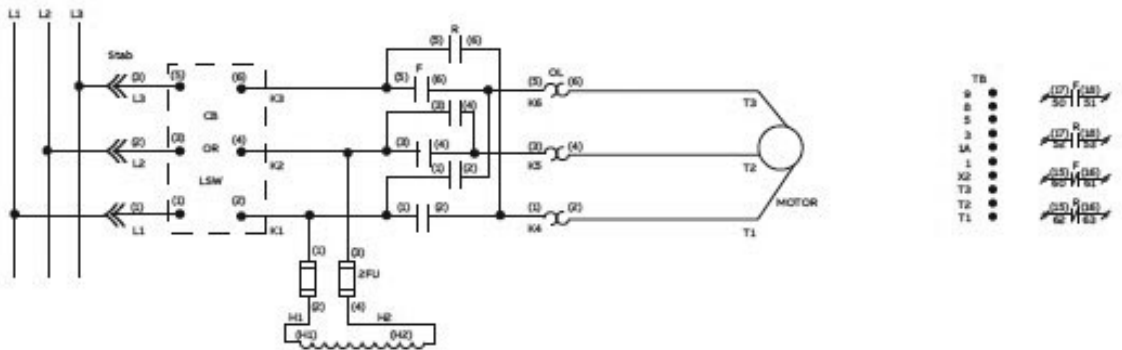 L1 L2 L3
Stab
(3) (5) (6)
L3 K3
(2) (3) (4)
L2 K2
(1) (1) (2)
L1 K1
CB
OR
LSW
R
(5) (6)
F
(5) (6)
(3) (4)
(3) (4)
(1) (2)
(1) (2)
OL
(5) (6)
K6 T3
(3) (4)
K5 T2
(1) (2)
K4 T1
MOTOR
(1) (3)
2FU
(2) (4)
H1 H2
(H1) (H2)
TB
9
8
5
3
1A
1
X2
T3
T2
T1
F
(17) (18)
50 51
R
(17) (18)
52 53
F
(15) (16)
60 61
R
(15) (16)
62 63